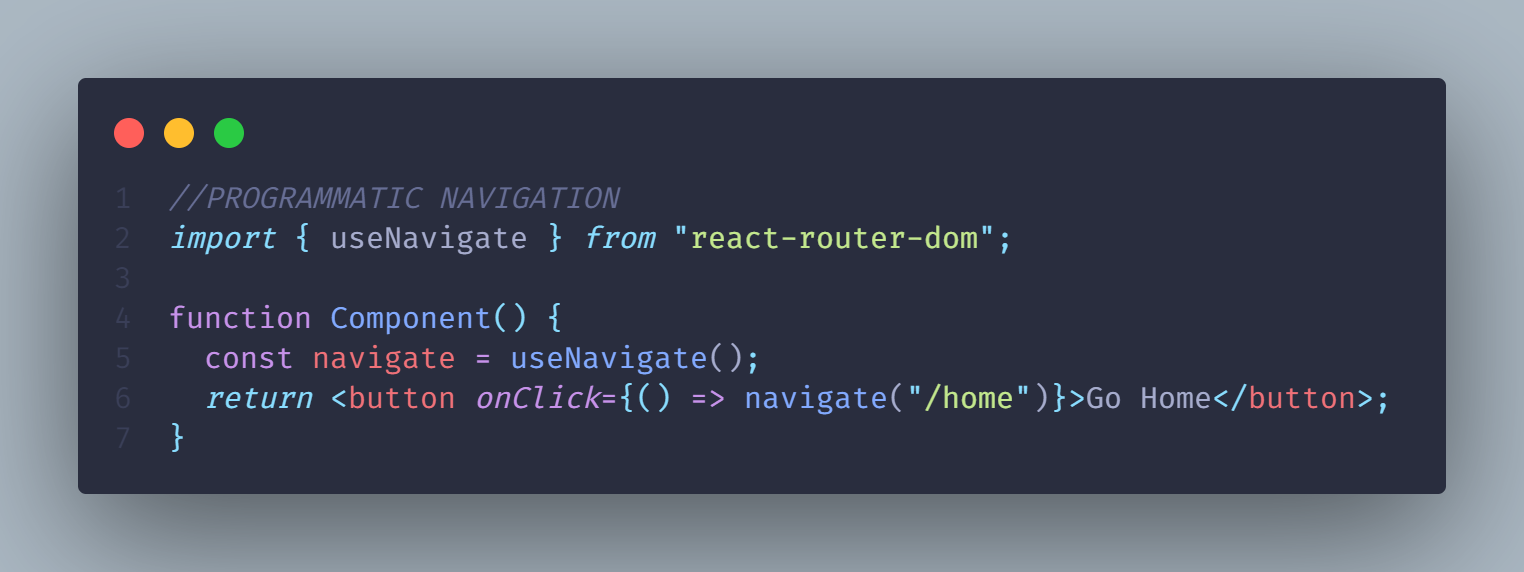 1 //PROGRAMMATIC NAVIGATION
2 import { useNavigate } from "react-router-dom";
3
4 function Component() {
5   const navigate = useNavigate();
6   return <button onClick={() => navigate("/home")}>Go Home</button>;
7 }